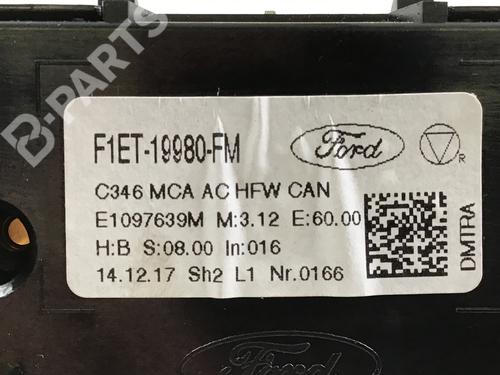 B-PARTS
F1ET-19980-FM
Ford
R
C346 MCA AC HFW CAN
E1097639M M:3.12 E:60.00
H:B S:08.00 In:016
14.12.17 Sh2 L1 Nr.0166
DMTRA
Ford